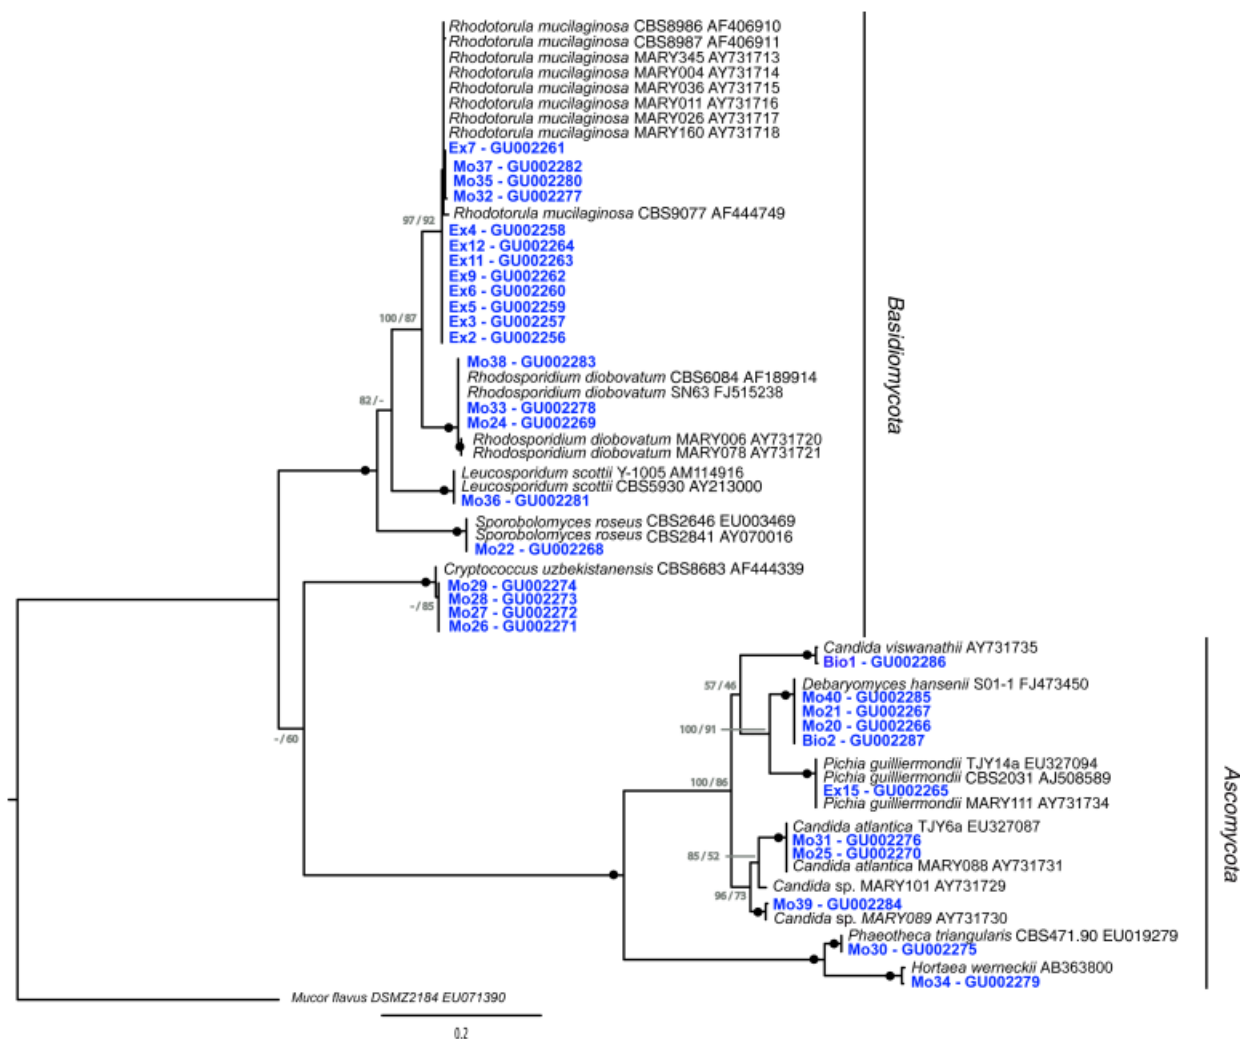 Rhodotorula mucilaginosa CBS8986 AF406910
Rhodotorula mucilaginosa CBS8987 AF406911
Rhodotorula mucilaginosa MARY345 AY731713
Rhodotorula mucilaginosa MARY004 AY731714
Rhodotorula mucilaginosa MARY036 AY731715
Rhodotorula mucilaginosa MARY011 AY731716
Rhodotorula mucilaginosa MARY026 AY731717
Rhodotorula mucilaginosa MARY160 AY731718
Ex7 - GU002261
Mo37 - GU002282
Mo35 - GU002280
Mo32 - GU002277
Rhodotorula mucilaginosa CBS9077 AF444749
97 / 92
Ex4 - GU002258
Ex12 - GU002264
Ex11 - GU002263
Ex9 - GU002262
Ex6 - GU002260
Ex5 - GU002259
Ex3 - GU002257
Ex2 - GU002256
100 / 87
Basidiomycota
Mo38 - GU002283
Rhodosporidium diobovatum CBS6084 AF189914
Rhodosporidium diobovatum SN63 FJ515238
82 / -
Mo33 - GU002278
Mo24 - GU002269
Rhodosporidium diobovatum MARY006 AY731720
Rhodosporidium diobovatum MARY078 AY731721
Leucosporidum scottii Y-1005 AM114916
Leucosporidum scottii CBS5930 AY213000
Mo36 - GU002281
Sporobolomyces roseus CBS2646 EU003469
Sporobolomyces roseus CBS2841 AY070016
Mo22 - GU002268
Cryptococcus uzbekistanensis CBS8683 AF444339
Mo29 - GU002274
Mo28 - GU002273
- / 85
Mo27 - GU002272
Mo26 - GU002271
Candida viswanathii AY731735
Bio1 - GU002286
57 / 46
Debaryomyces hansenii S01-1 FJ473450
Mo40 - GU002285
Mo21 - GU002267
Mo20 - GU002266
100 / 91
Bio2 - GU002287
- / 60
Pichia guilliermondii TJY14a EU327094
Pichia guilliermondii CBS2031 AJ508589
100 / 86
Ex15 - GU002265
Pichia guilliermondii MARY111 AY731734
Ascomycota
Candida atlantica TJY6a EU327087
Mo31 - GU002276
85 / 52
Mo25 - GU002270
Candida atlantica MARY088 AY731731
Candida sp. MARY101 AY731729
96 / 73
Mo39 - GU002284
Candida sp. MARY089 AY731730
Phaeotheca triangularis CBS471.90 EU019279
Mo30 - GU002275
Hortaea werneckii AB363800
Mo34 - GU002279
Mucor flavus DSMZ2184 EU071390
0.2